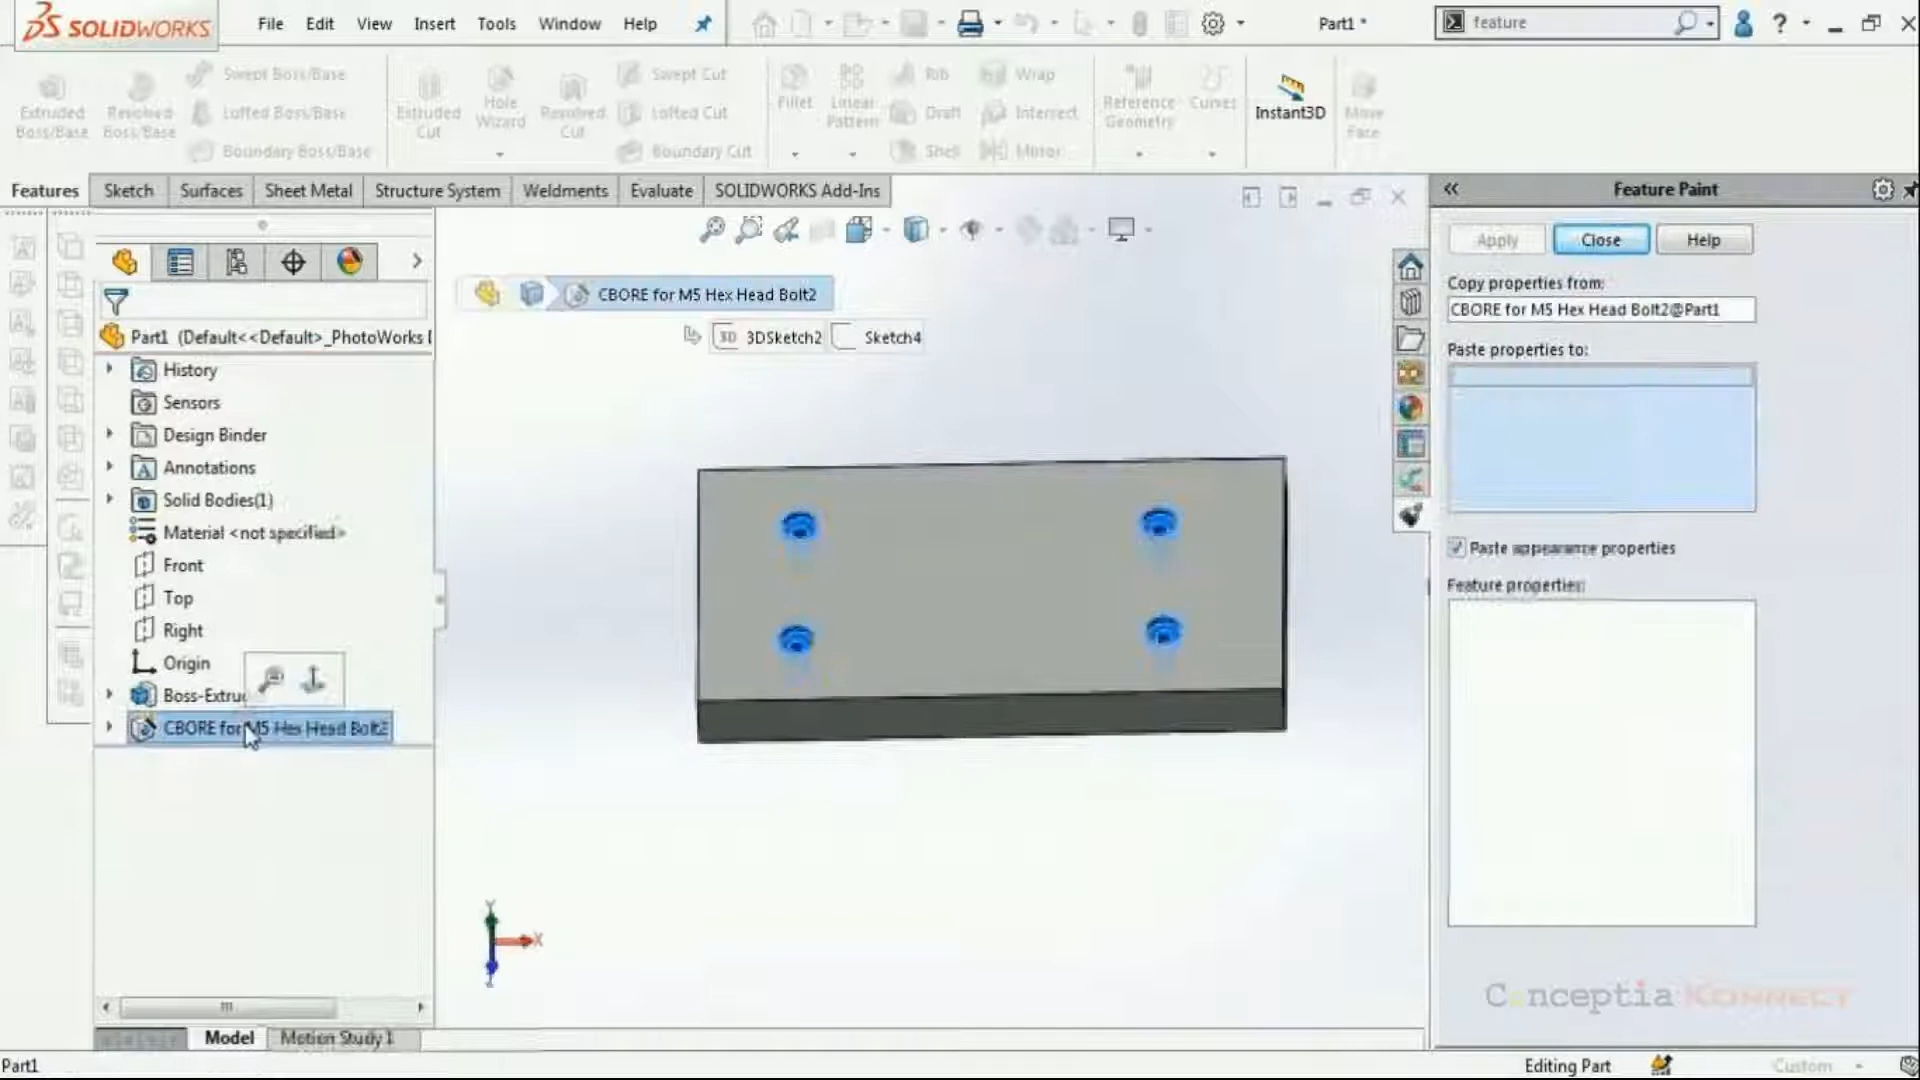 SOLIDWORKS
File Edit View Insert Tools Window Help
Part1 *
feature
Extruded Boss/Base
Revolved Boss/Base
Swept Boss/Base
Lofted Boss/Base
Boundary Boss/Base
Extruded Cut
Hole Wizard
Revolved Cut
Swept Cut
Lofted Cut
Boundary Cut
Fillet
Linear Pattern
Rib
Draft
Shell
Wrap
Intersect
Mirror
Reference Geometry
Curves
Instant3D
Move Face
Features Sketch Surfaces Sheet Metal Structure System Weldments Evaluate SOLIDWORKS Add-Ins
Part1 (Default<<Default>_PhotoWorks
History
Sensors
Design Binder
Annotations
Solid Bodies(1)
Material <not specified>
Front
Top
Right
Origin
Boss-Extru
CBORE for M5 Hex Head Bolt2
CBORE for M5 Hex Head Bolt2
3D 3DSketch2 Sketch4
Y
X
Z
Feature Paint
Apply Close Help
Copy properties from:
CBORE for M5 Hex Head Bolt2@Part1
Paste properties to:
Paste appearance properties
Feature properties:
Conceptia KONNECT
Model Motion Study 1
Part1
Editing Part
Custom